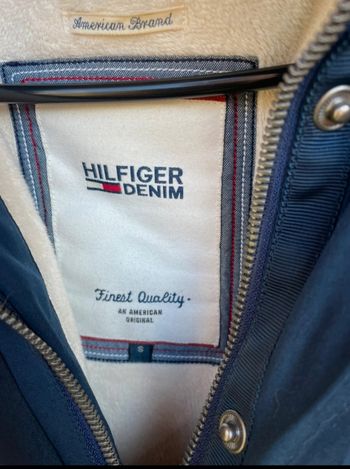 American Brand
HILFIGER
DENIM
Finest Quality.
AN AMERICAN
ORIGINAL
S